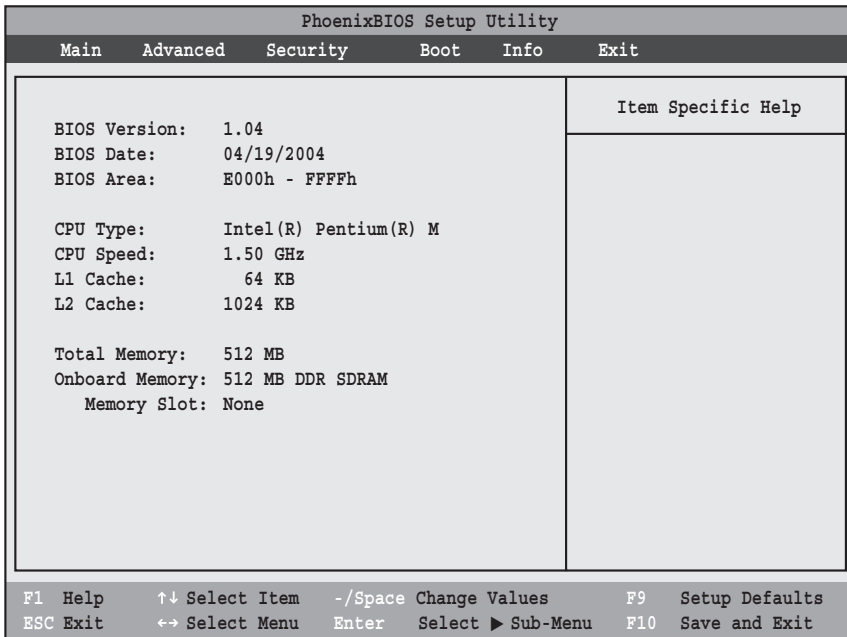 PhoenixBIOS Setup Utility
Main Advanced Security Boot Info Exit
BIOS Version: 1.04
BIOS Date: 04/19/2004
BIOS Area: E000h - FFFFh
CPU Type: Intel(R) Pentium(R) M
CPU Speed: 1.50 GHz
L1 Cache: 64 KB
L2 Cache: 1024 KB
Total Memory: 512 MB
Onboard Memory: 512 MB DDR SDRAM
Memory Slot: None
Item Specific Help
F1 Help ↑↓ Select Item -/Space Change Values F9 Setup Defaults
ESC Exit ←→ Select Menu Enter Select ▶ Sub-Menu F10 Save and Exit